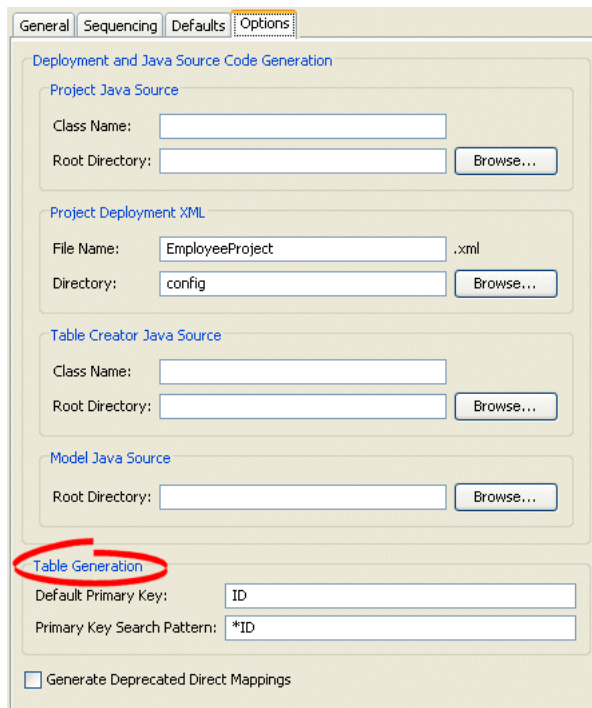 General Sequencing Defaults Options
Deployment and Java Source Code Generation
Project Java Source
Class Name:
Root Directory: Browse...
Project Deployment XML
File Name: EmployeeProject .xml
Directory: config Browse...
Table Creator Java Source
Class Name:
Root Directory: Browse...
Model Java Source
Root Directory: Browse...
Table Generation
Default Primary Key: ID
Primary Key Search Pattern: *ID
Generate Deprecated Direct Mappings